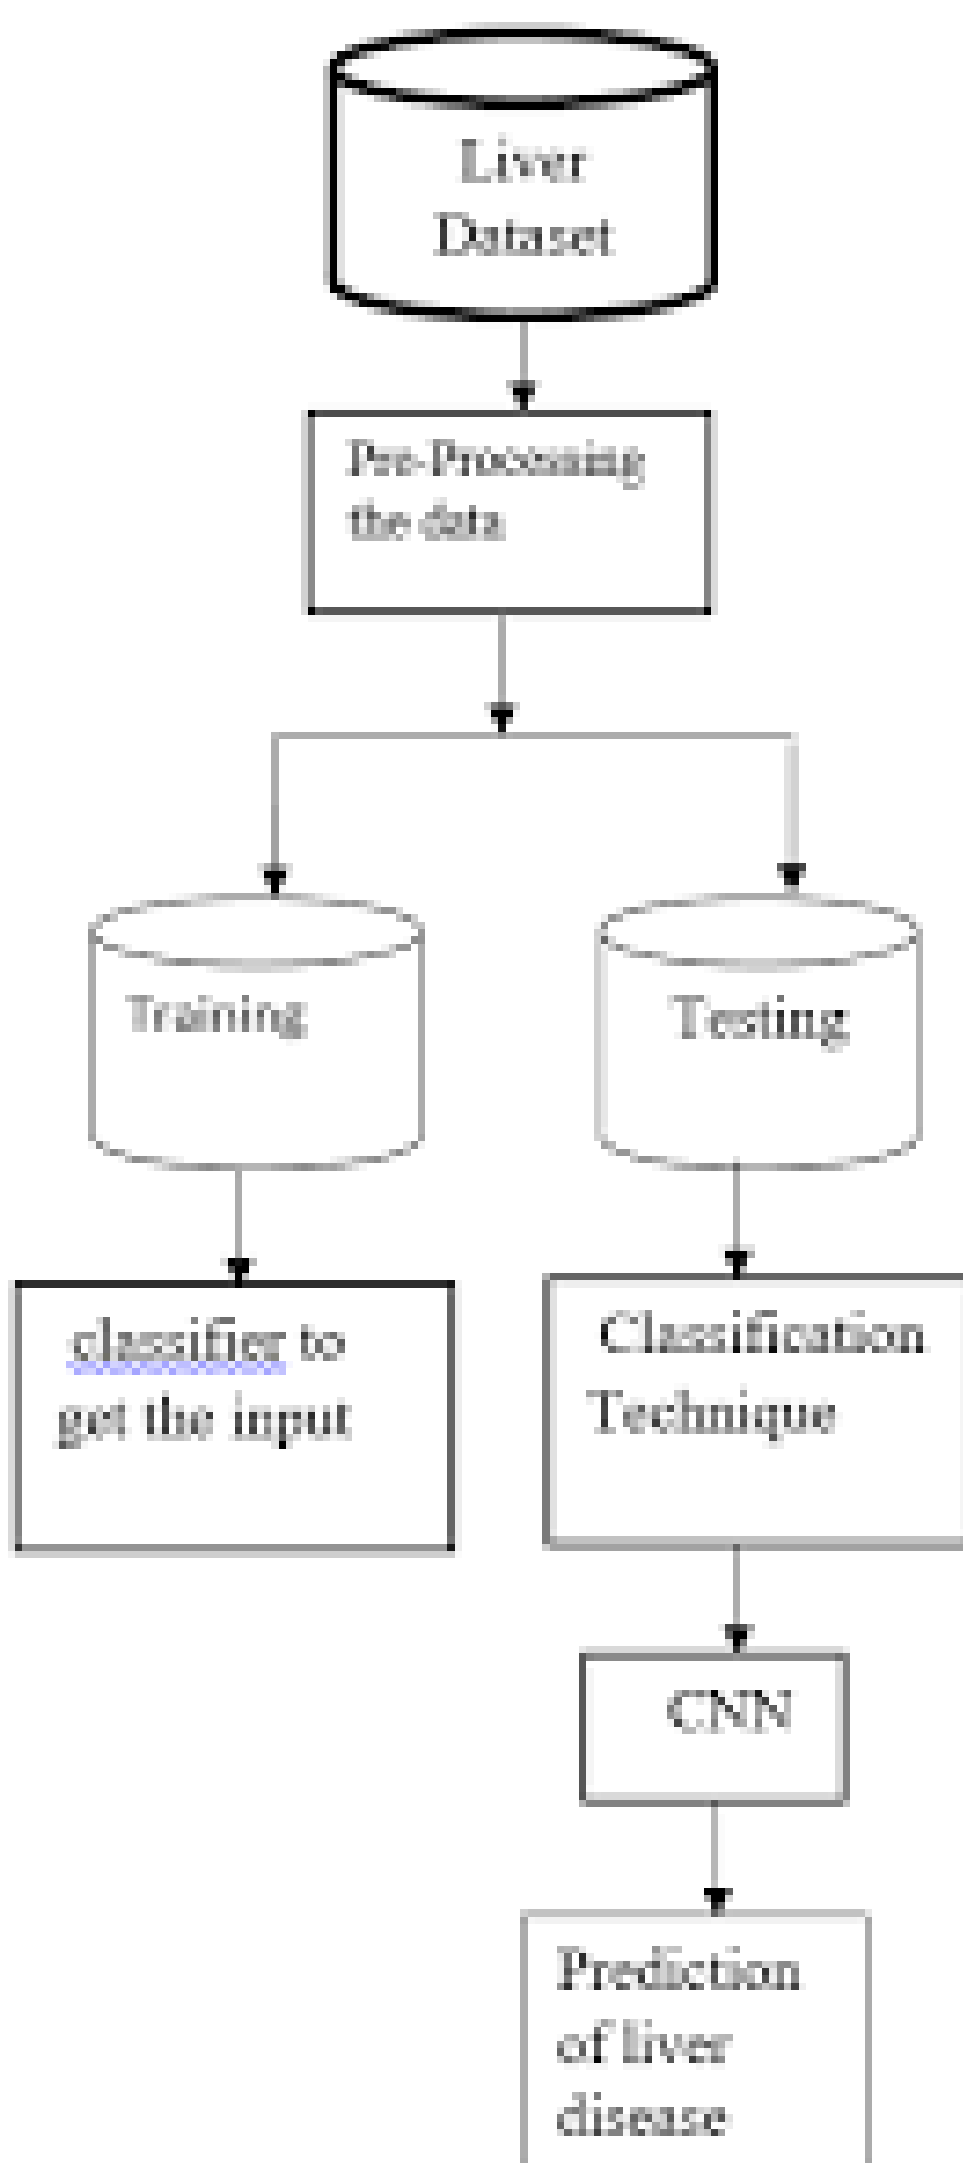 Liver
Dataset
Pre-Processing
the data
Training
Testing
classifier to
get the input
Classification
Technique
CNN
Prediction
of liver
disease